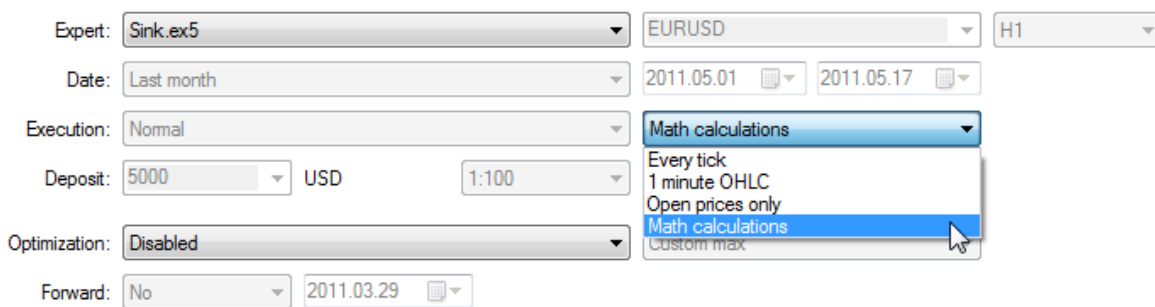 Expert: Sink.ex5 EURUSD H1
Date: Last month 2011.05.01 2011.05.17
Execution: Normal Math calculations
Every tick
1 minute OHLC
Deposit: 5000 USD 1:100
Open prices only
Math calculations
Optimization: Disabled Custom max
Forward: No 2011.03.29